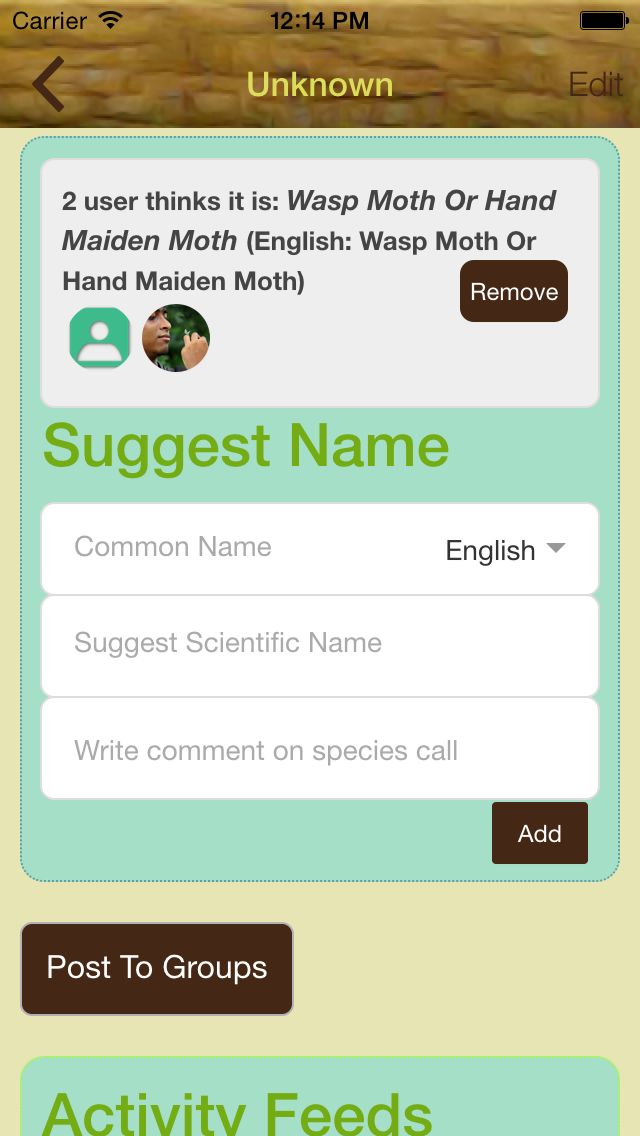 Carrier 12:14 PM
Unknown Edit
2 user thinks it is: Wasp Moth Or Hand
Maiden Moth (English: Wasp Moth Or
Hand Maiden Moth)
Remove
Suggest Name
Common Name English
Suggest Scientific Name
Write comment on species call
Add
Post To Groups
Activity Feeds